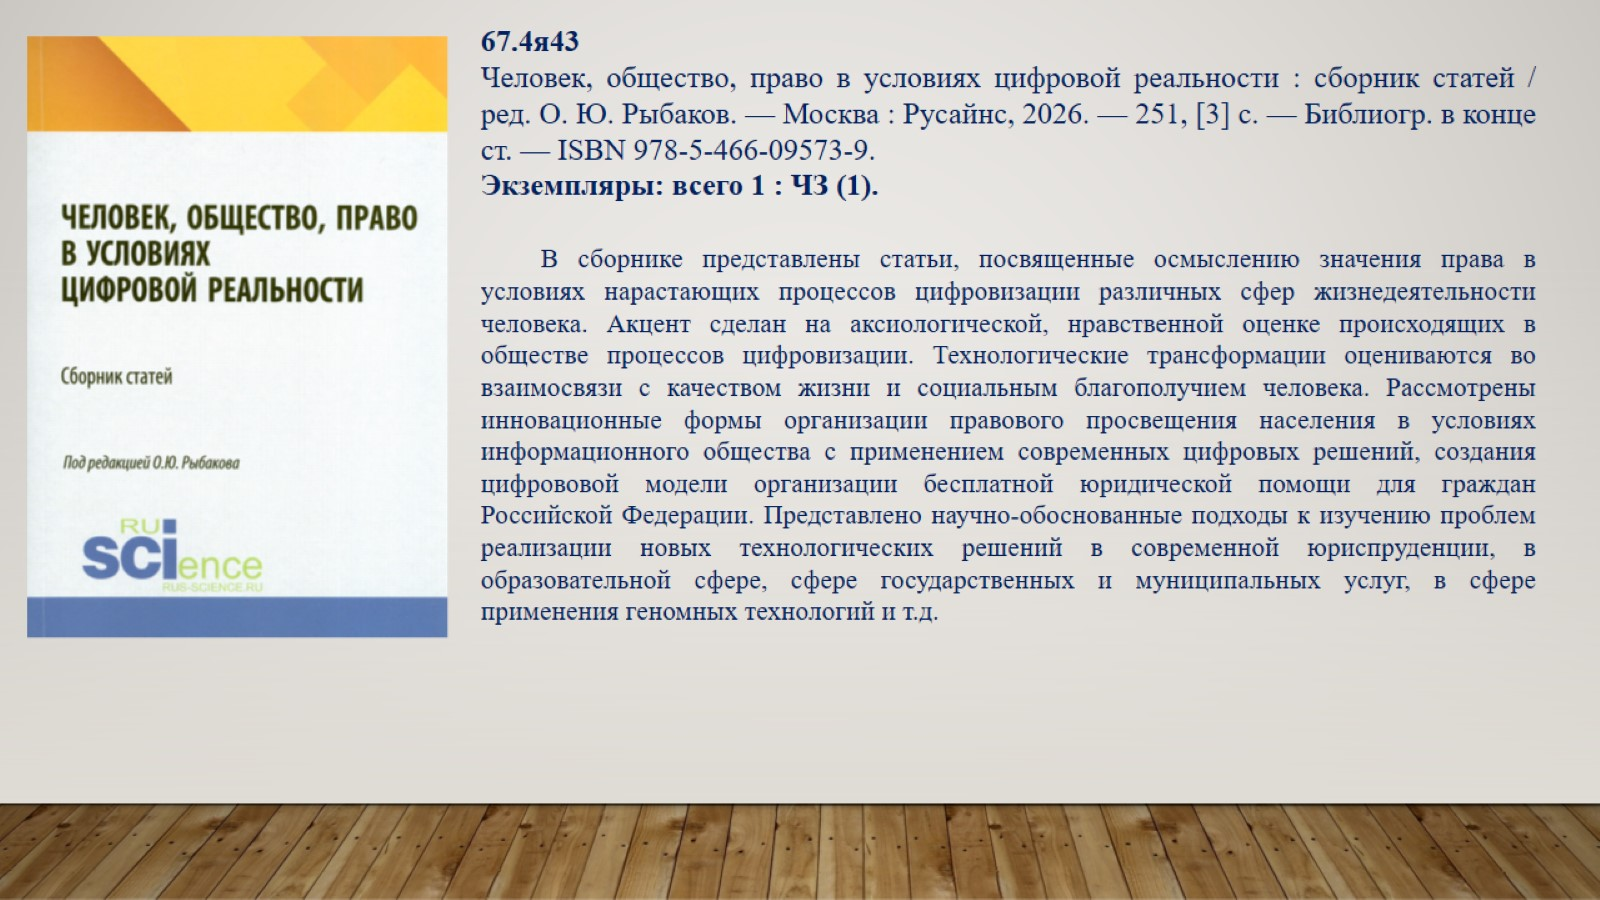 ЧЕЛОВЕК, ОБЩЕСТВО, ПРАВО
В УСЛОВИЯХ
ЦИФРОВОЙ РЕАЛЬНОСТИ
Сборник статей
Под редакцией О.Ю. Рыбакова
RU
science
RUS-SCIENCE.RU
67.4я43
Человек, общество, право в условиях цифровой реальности : сборник статей /
ред. О. Ю. Рыбаков. — Москва : Русайнс, 2026. — 251, [3] с. — Библиогр. в конце
ст. — ISBN 978-5-466-09573-9.
Экземпляры: всего 1 : ЧЗ (1).
В сборнике представлены статьи, посвященные осмыслению значения права в
условиях нарастающих процессов цифровизации различных сфер жизнедеятельности
человека. Акцент сделан на аксиологической, нравственной оценке происходящих в
обществе процессов цифровизации. Технологические трансформации оцениваются во
взаимосвязи с качеством жизни и социальным благополучием человека. Рассмотрены
инновационные формы организации правового просвещения населения в условиях
информационного общества с применением современных цифровых решений, создания
цифрововой модели организации бесплатной юридической помощи для граждан
Российской Федерации. Представлено научно-обоснованные подходы к изучению проблем
реализации новых технологических решений в современной юриспруденции, в
образовательной сфере, сфере государственных и муниципальных услуг, в сфере
применения геномных технологий и т.д.